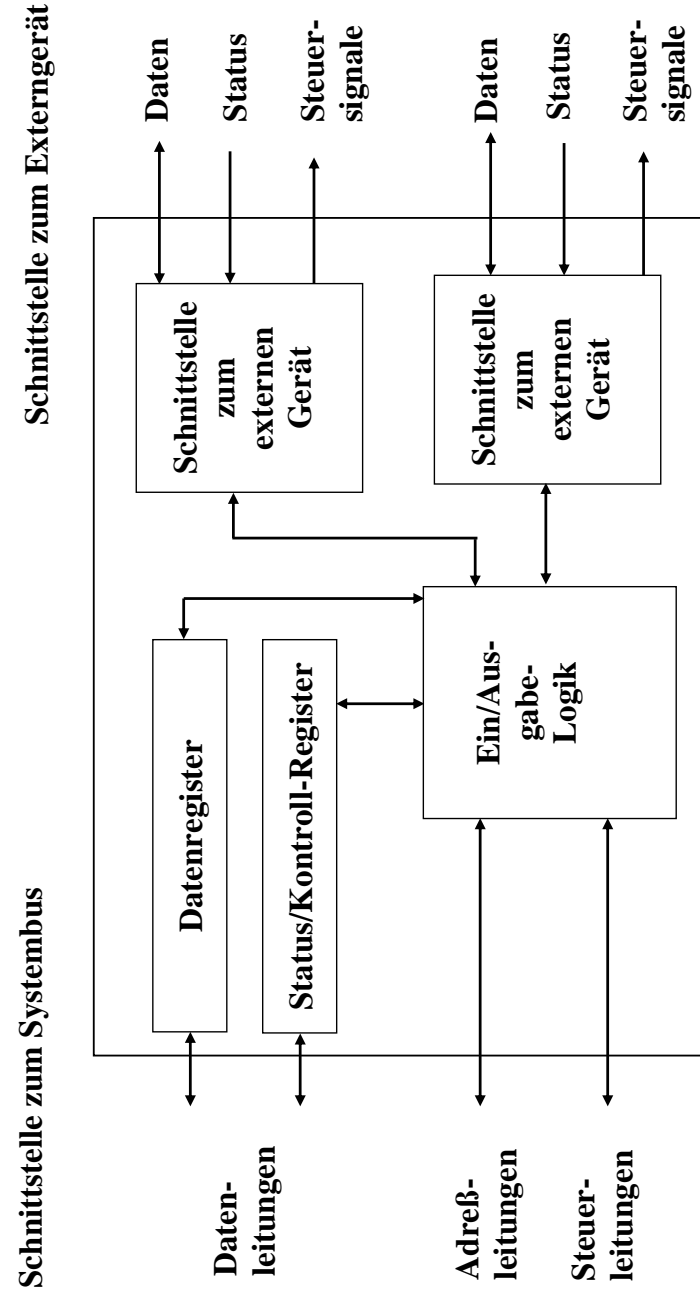 Schnittstelle zum Systembus
Schnittstelle zum Externgerät
Daten-
leitungen
Adreß-
leitungen
Steuer-
leitungen
Datenregister
Status/Kontroll-Register
Ein/Aus-
gabe-
Logik
Schnittstelle
zum
externen
Gerät
Schnittstelle
zum
externen
Gerät
Daten
Status
Steuer-
signale
Daten
Status
Steuer-
signale